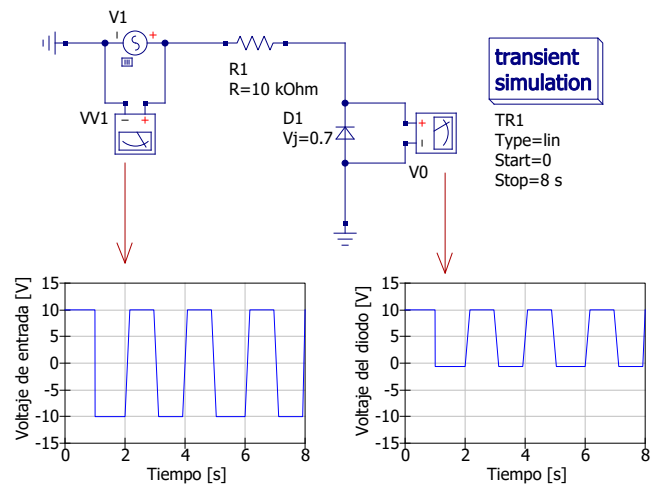 V1
R1
R=10 kOhm
VV1
D1
Vj=0.7
V0
transient
simulation
TR1
Type=lin
Start=0
Stop=8 s
Voltaje de entrada [V]
15
10
5
0
-5
-10
-15
0 2 4 6 8
Tiempo [s]
Voltaje del diodo [V]
15
10
5
0
-5
-10
-15
0 2 4 6 8
Tiempo [s]